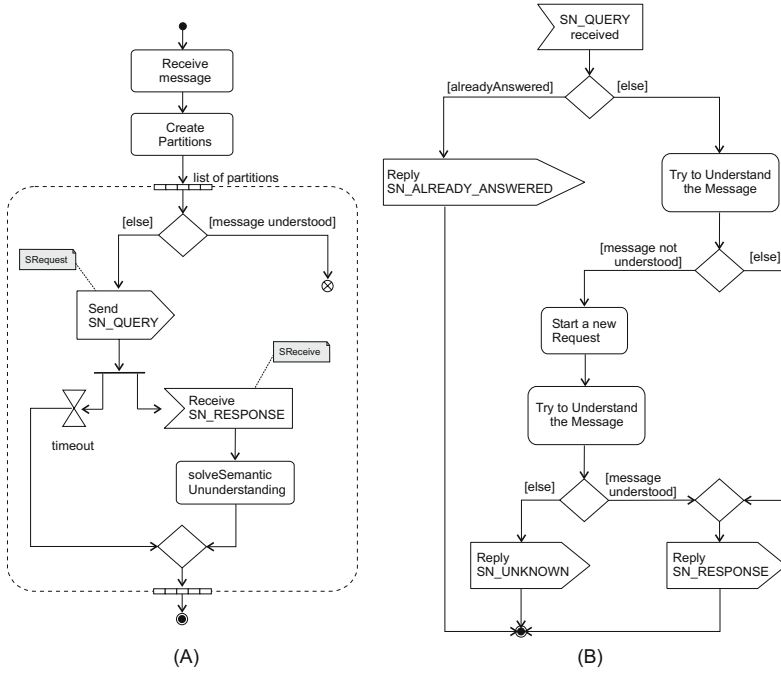 Receive
message
Create
Partitions
list of partitions
[else]
[message understood]
SRequest
Send
SN_QUERY
SReceive
Receive
SN_RESPONSE
timeout
solveSemantic
Ununderstanding
(A)
SN_QUERY
received
[alreadyAnswered]
[else]
Reply
SN_ALREADY_ANSWERED
Try to Understand
the Message
[message not
understood]
[else]
Start a new
Request
Try to Understand
the Message
[else]
[message
understood]
Reply
SN_UNKNOWN
Reply
SN_RESPONSE
(B)